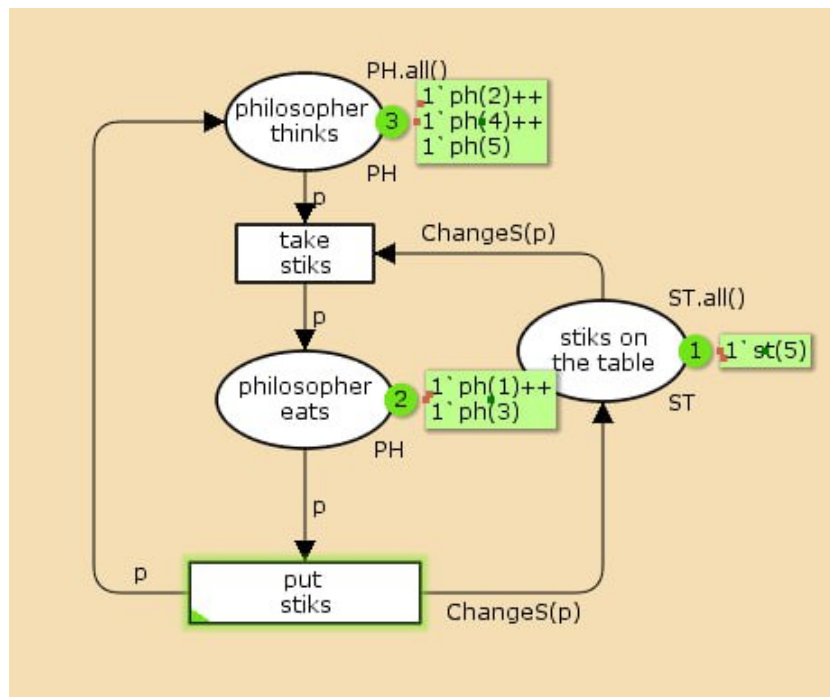 PH.all()
philosopher
thinks
3
1`ph(2)++
1`ph(4)++
1`ph(5)
PH
p
take
stiks
ChangeS(p)
p
ST.all()
stiks on
the table
1
1`st(5)
ST
philosopher
eats
2
1`ph(1)++
1`ph(3)
PH
p
p
put
stiks
ChangeS(p)